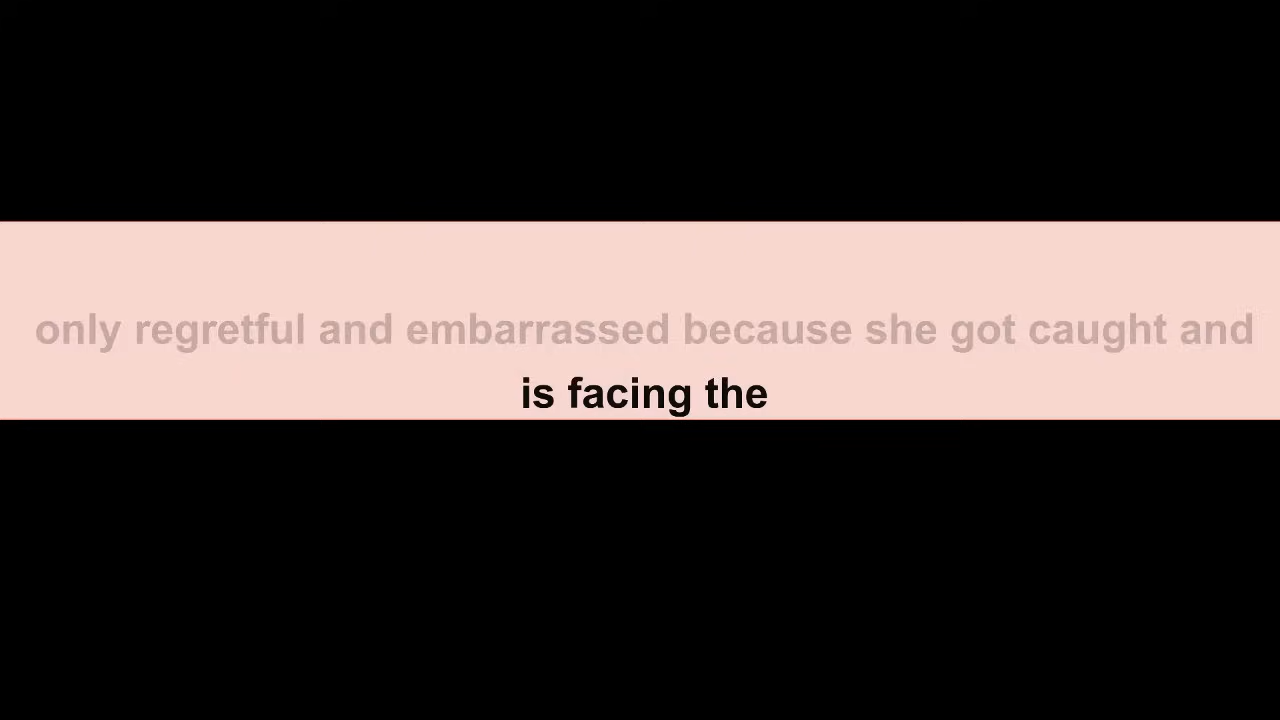 only regretful and embarrassed because she got caught and
is facing the